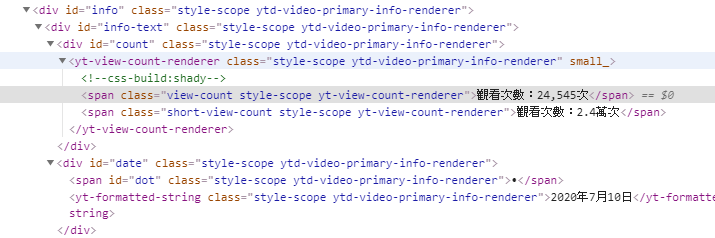 ▼<div id="info" class="style-scope ytd-video-primary-info-renderer">
▼<div id="info-text" class="style-scope ytd-video-primary-info-renderer">
▼<div id="count" class="style-scope ytd-video-primary-info-renderer">
▼<yt-view-count-renderer class="style-scope ytd-video-primary-info-renderer" small_>
<!--css-build:shady-->
<span class="view-count style-scope yt-view-count-renderer">觀看次數：24,545次</span> == $0
<span class="short-view-count style-scope yt-view-count-renderer">觀看次數：2.4萬次</span>
</yt-view-count-renderer>
</div>
▼<div id="date" class="style-scope ytd-video-primary-info-renderer">
<span id="dot" class="style-scope ytd-video-primary-info-renderer">•</span>
<yt-formatted-string class="style-scope ytd-video-primary-info-renderer">2020年7月10日</yt-formatted-
string>
</div>